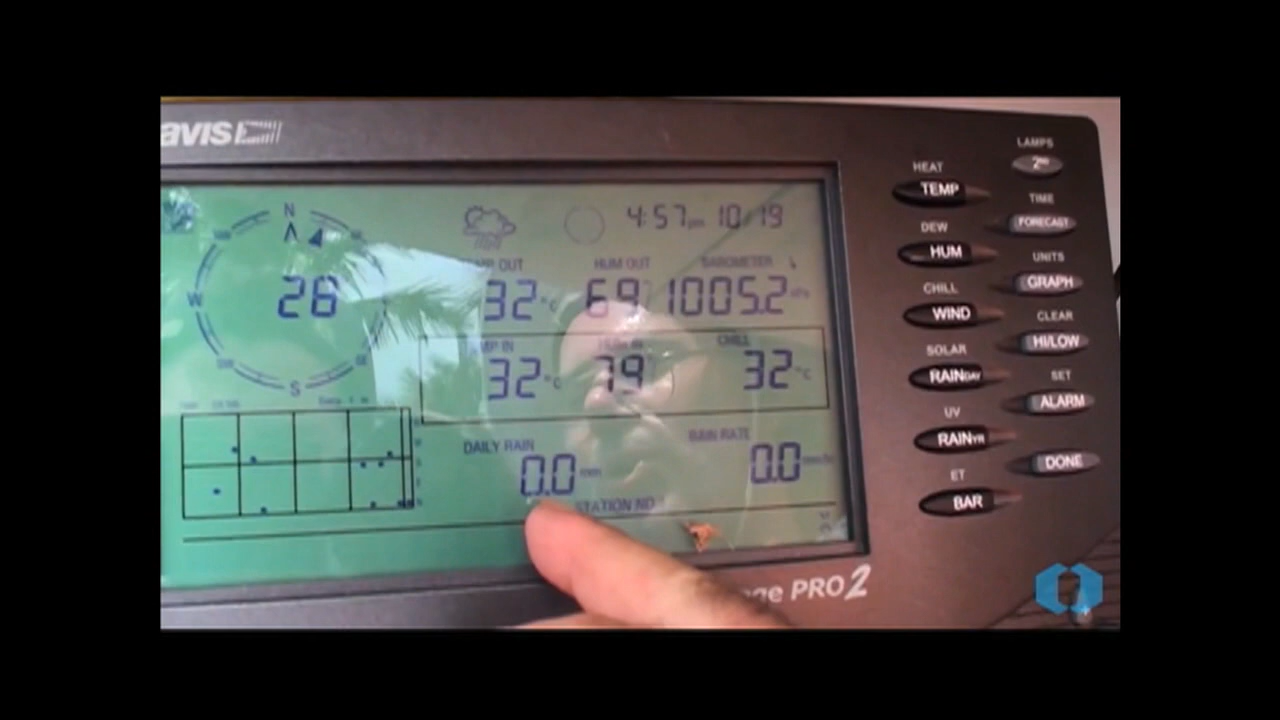 AVIS
N
W
S
26
4:57pm 10/19
HUM OUT
BAROMETER
32°C
69
1005.2
CHILL
32°C
79
32°C
DAILY RAIN
RAIN RATE
0.0 mm
0.0
STATION NO
PRO2
LAMPS
2ND
HEAT
TEMP
TIME
FORECAST
DEW
HUM
UNITS
GRAPH
CHILL
WIND
CLEAR
HI/LOW
SOLAR
RAINDAY
SET
ALARM
UV
RAINYR
DONE
ET
BAR